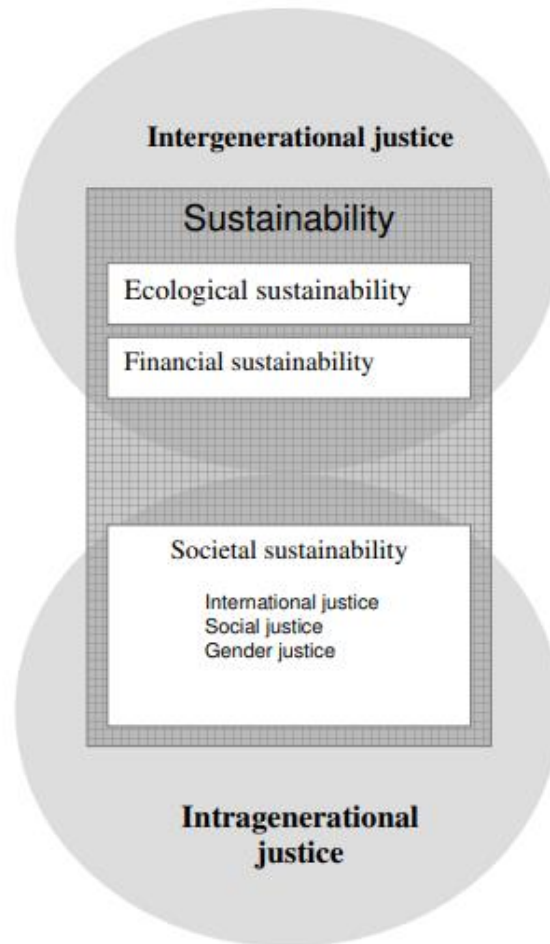 Intergenerational justice
Sustainability
Ecological sustainability
Financial sustainability
Societal sustainability
International justice
Social justice
Gender justice
Intragenerational
justice